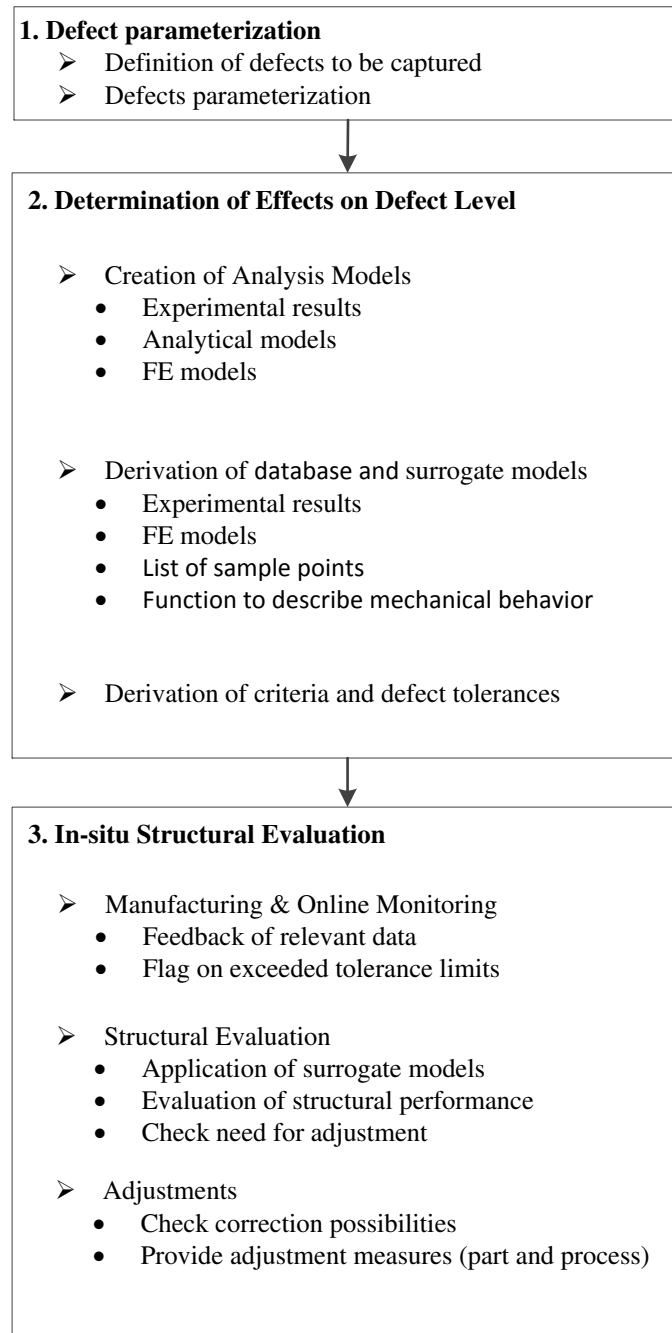 1. Defect parameterization
➢ Definition of defects to be captured
➢ Defects parameterization
2. Determination of Effects on Defect Level
➢ Creation of Analysis Models
• Experimental results
• Analytical models
• FE models
➢ Derivation of database and surrogate models
• Experimental results
• FE models
• List of sample points
• Function to describe mechanical behavior
➢ Derivation of criteria and defect tolerances
3. In-situ Structural Evaluation
➢ Manufacturing & Online Monitoring
• Feedback of relevant data
• Flag on exceeded tolerance limits
➢ Structural Evaluation
• Application of surrogate models
• Evaluation of structural performance
• Check need for adjustment
➢ Adjustments
• Check correction possibilities
• Provide adjustment measures (part and process)